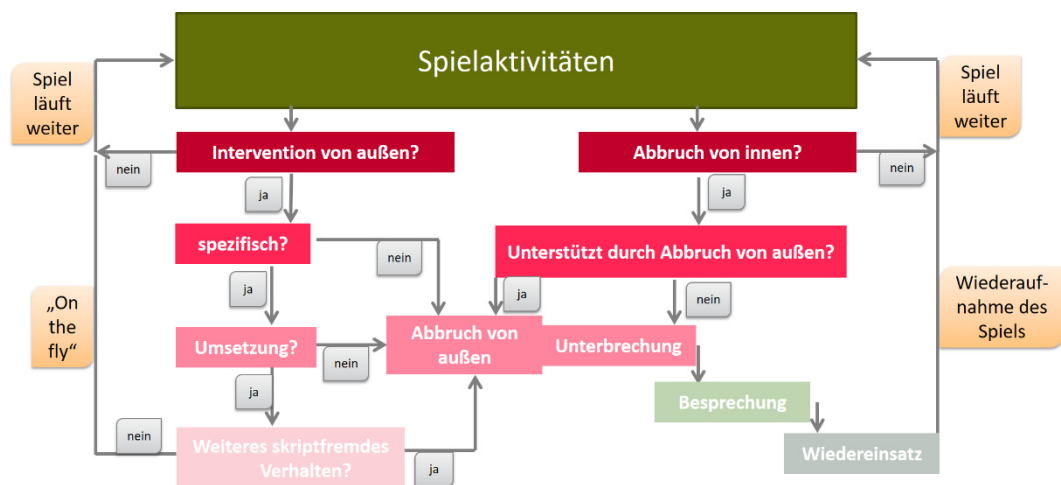 Spielaktivitäten
Spiel
läuft
weiter
Spiel
läuft
weiter
Intervention von außen?
Abbruch von innen?
nein
nein
ja
ja
spezifisch?
Unterstützt durch Abbruch von außen?
nein
ja
ja
nein
„On
the
fly“
Wiederauf-
nahme des
Spiels
Umsetzung?
nein
Abbruch von
außen
Unterbrechung
ja
Besprechung
nein
Weiteres skriptfremdes
Verhalten?
ja
Wiedereinsatz